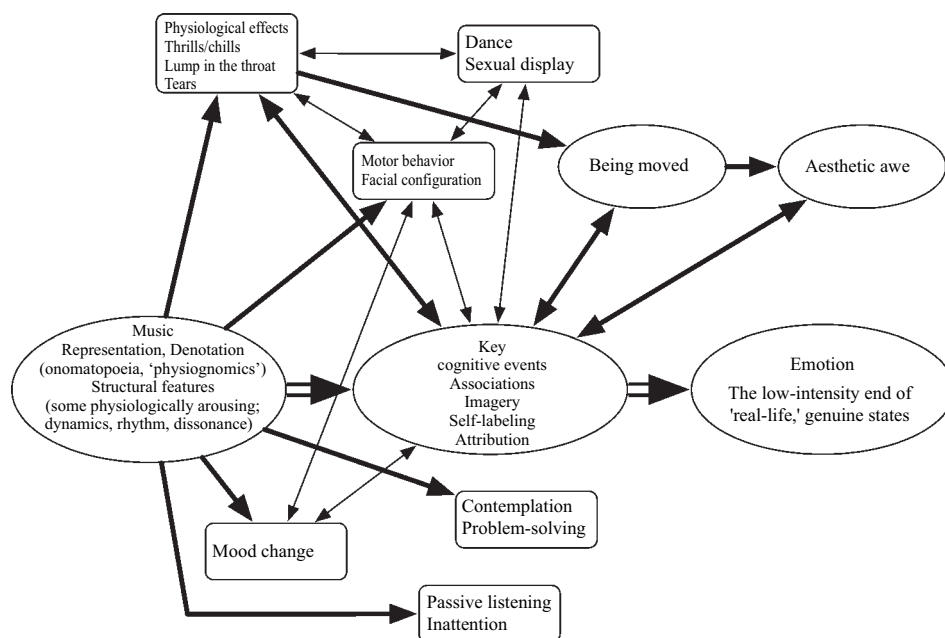 Physiological effects
Thrills/chills
Lump in the throat
Tears
Dance
Sexual display
Motor behavior
Facial configuration
Being moved
Aesthetic awe
Music
Representation, Denotation
(onomatopoeia, ‘physiognomics’)
Structural features
(some physiologically arousing;
dynamics, rhythm, dissonance)
Key
cognitive events
Associations
Imagery
Self-labeling
Attribution
Emotion
The low-intensity end of
'real-life,' genuine states
Contemplation
Problem-solving
Mood change
Passive listening
Inattention